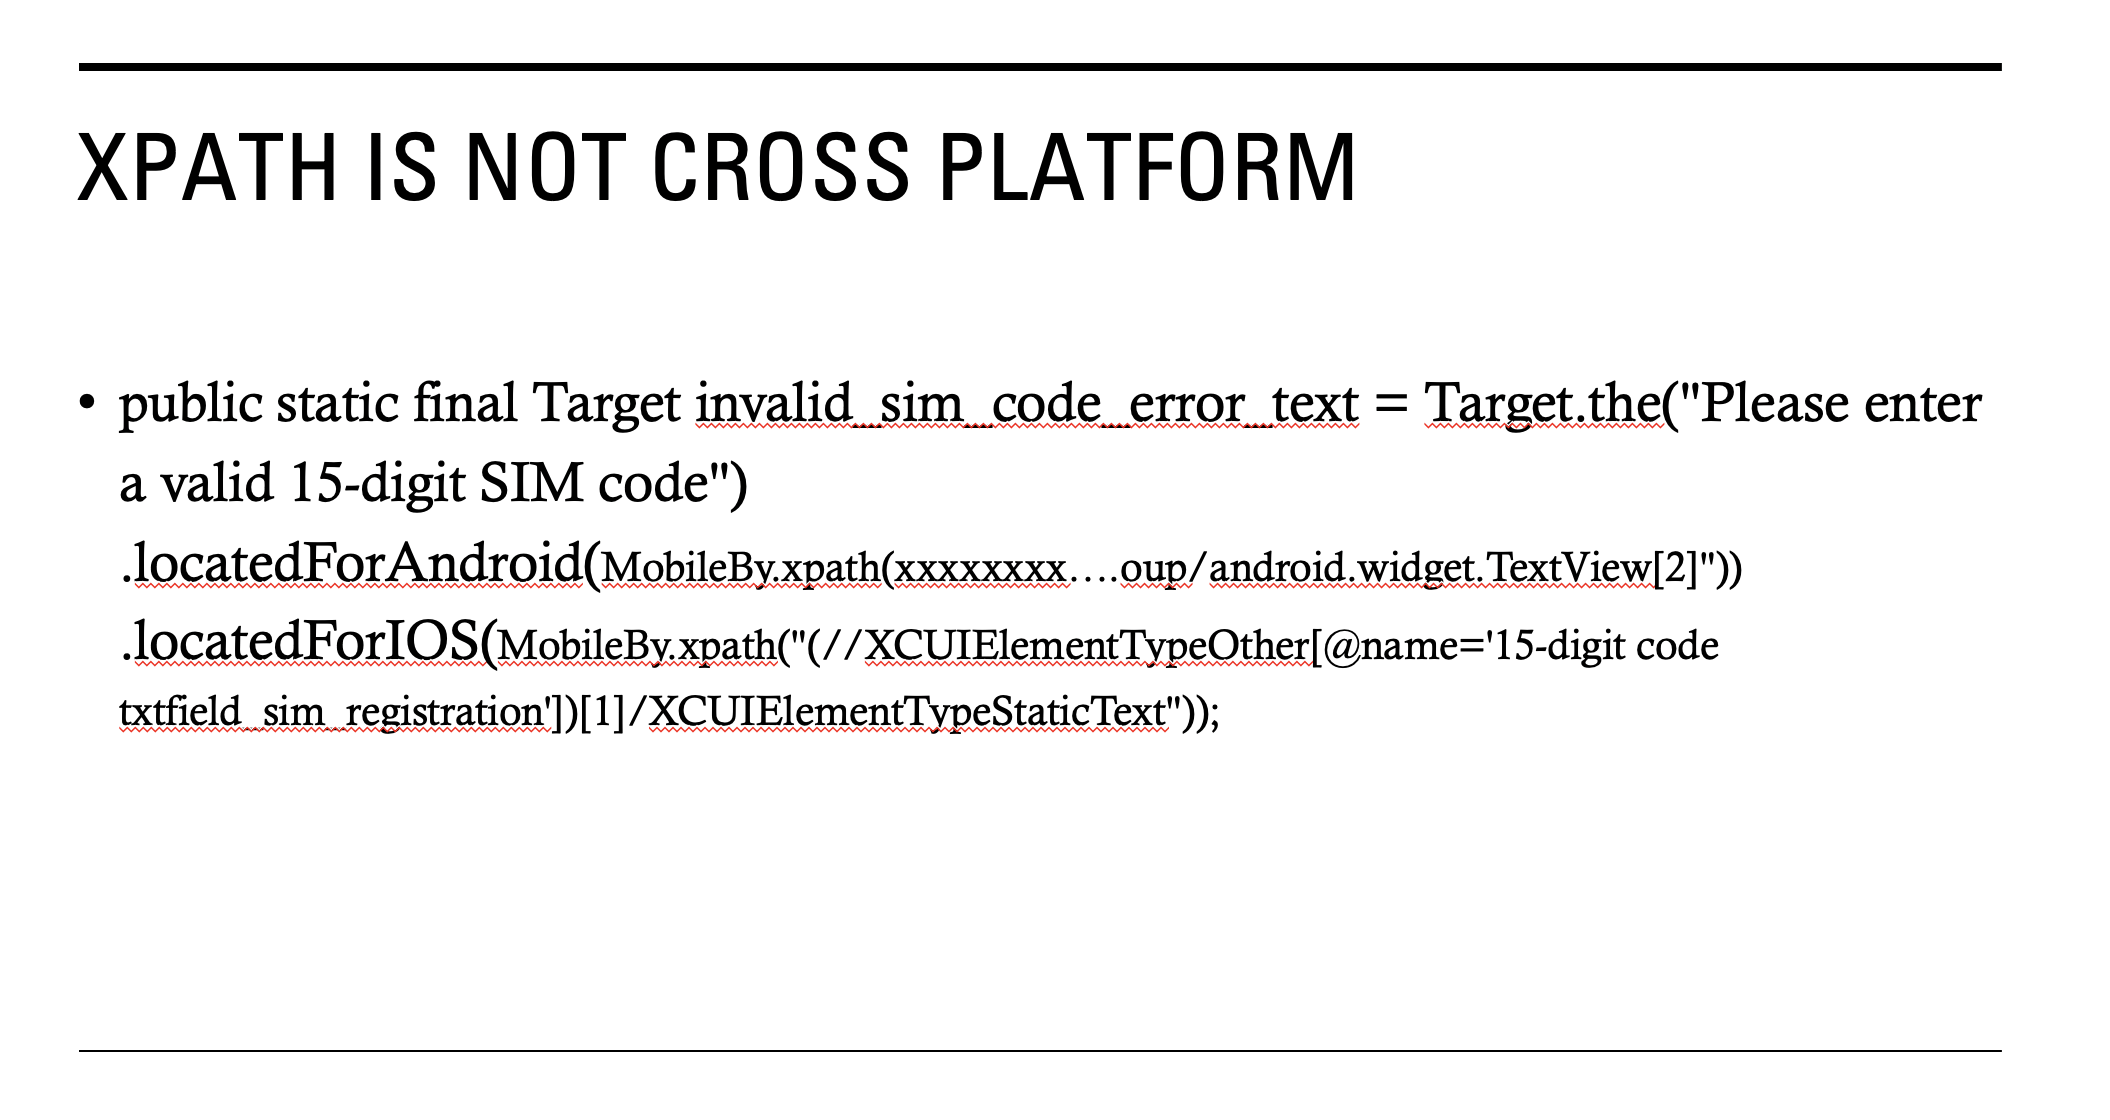 XPATH IS NOT CROSS PLATFORM
• public static final Target invalid_sim_code_error_text = Target.the("Please enter
a valid 15-digit SIM code")
.locatedForAndroid(MobileBy.xpath(xxxxxxxx….oup/android.widget.TextView[2]"))
.locatedForIOS(MobileBy.xpath("(//XCUIElementTypeOther[@name='15-digit code
txtfield_sim_registration'])[1]/XCUIElementTypeStaticText"));